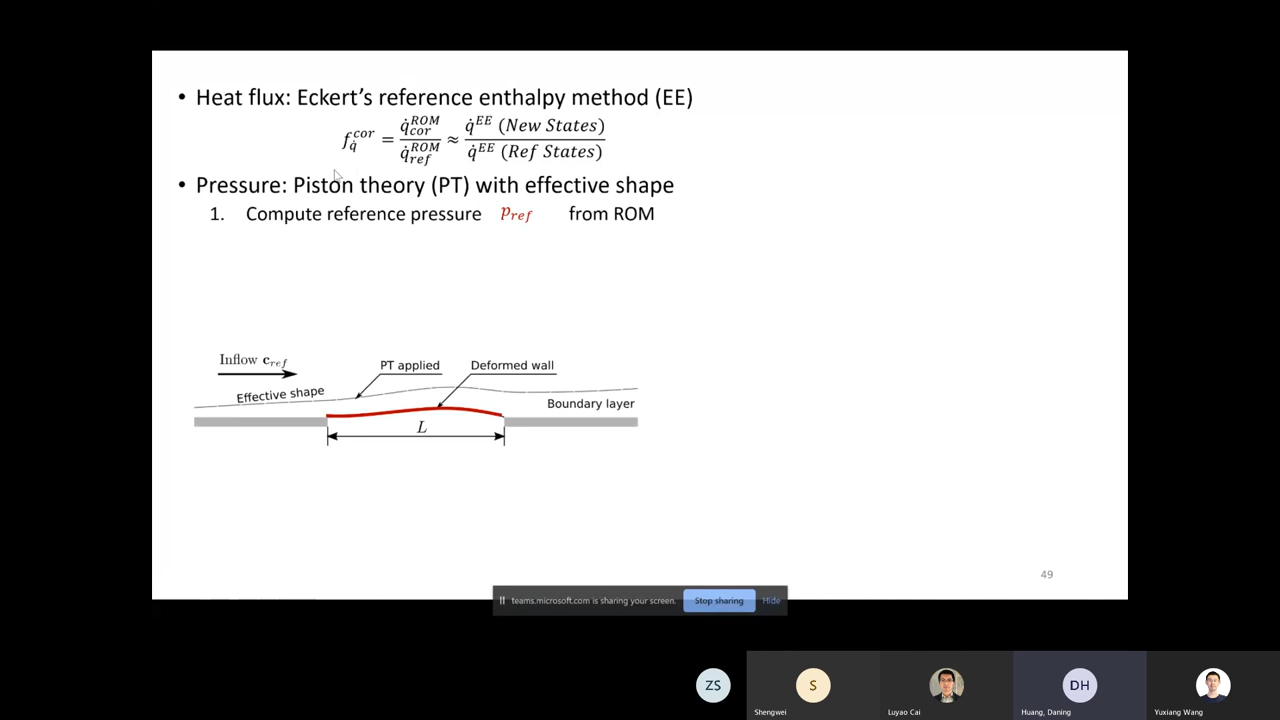 • Heat flux: Eckert's reference enthalpy method (EE)
f_q̇^cor = q̇_cor^ROM / q̇_ref^ROM ≈ q̇^EE (New States) / q̇^EE (Ref States)
• Pressure: Piston theory (PT) with effective shape
1. Compute reference pressure p_ref from ROM
Inflow c_ref
PT applied
Deformed wall
Effective shape
Boundary layer
L
49
teams.microsoft.com is sharing your screen.
Stop sharing
Hide
ZS
S
DH
Shengwei
Luyao Cai
Huang, Daning
Yuxiang Wang